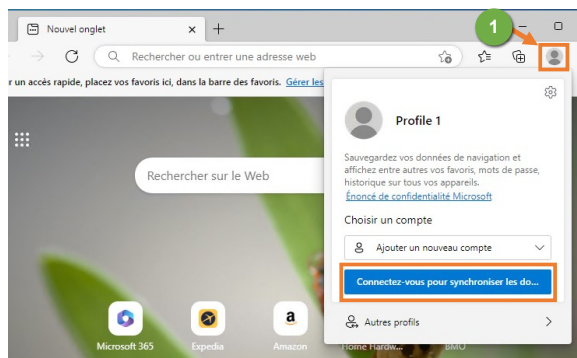 Nouvel onglet
1
Rechercher ou entrer une adresse web
r un accès rapide, placez vos favoris ici, dans la barre des favoris. Gérer les
Profile 1
Sauvegardez vos données de navigation et
affichez entre autres vos favoris, mots de passe,
historique sur tous vos appareils.
Énoncé de confidentialité Microsoft
Choisir un compte
Rechercher sur le Web
Ajouter un nouveau compte
Connectez-vous pour synchroniser les do...
Autres profils
a
Microsoft 365
Expedia
Amazon
Home Hardw...
BMO